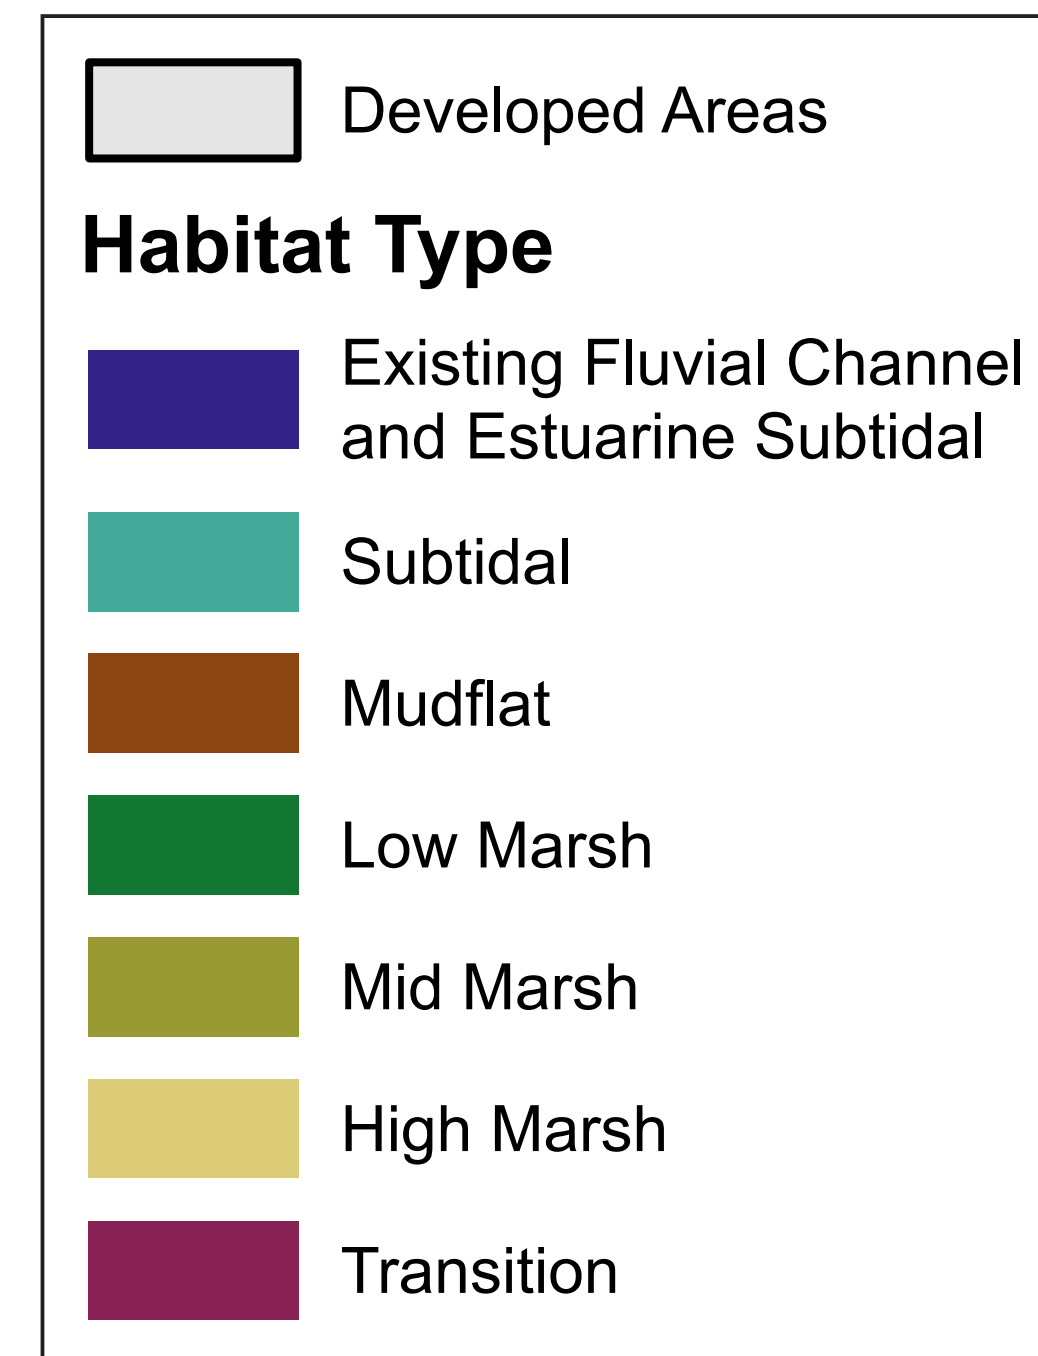 Developed Areas
Habitat Type
Existing Fluvial Channel
and Estuarine Subtidal
Subtidal
Mudflat
Low Marsh
Mid Marsh
High Marsh
Transition